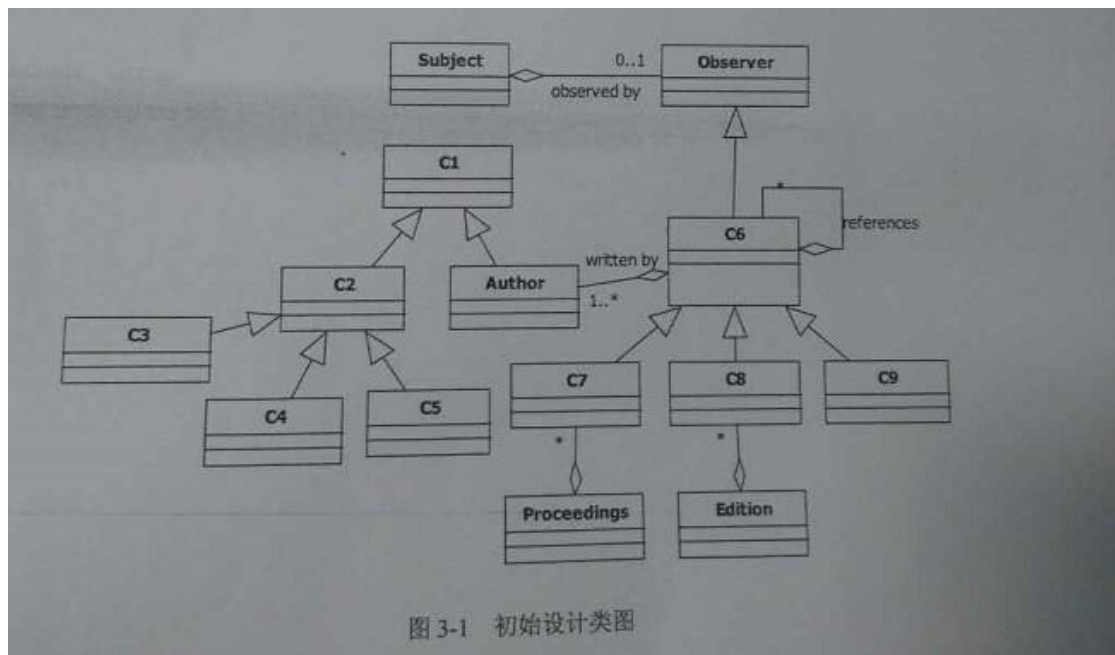 Subject
0..1
Observer
observed by
C1
*
C6
references
written by
C2
Author
1..*
C3
C7
C8
C9
C4
C5
*
*
Proceedings
Edition
图 3-1 初始设计类图